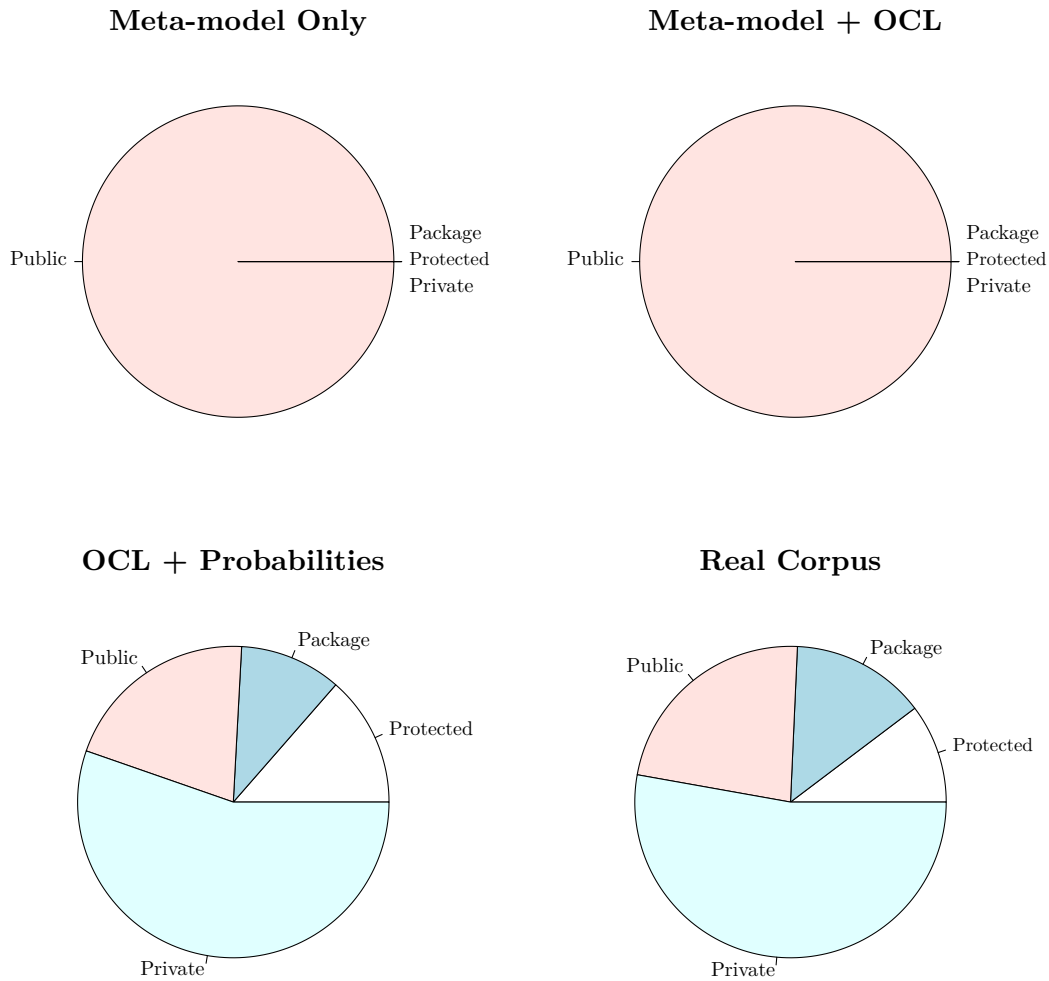 Meta-model Only
Package
Public
Protected
Private
Meta-model + OCL
Package
Public
Protected
Private
OCL + Probabilities
Package
Public
Protected
Private
Real Corpus
Package
Public
Protected
Private